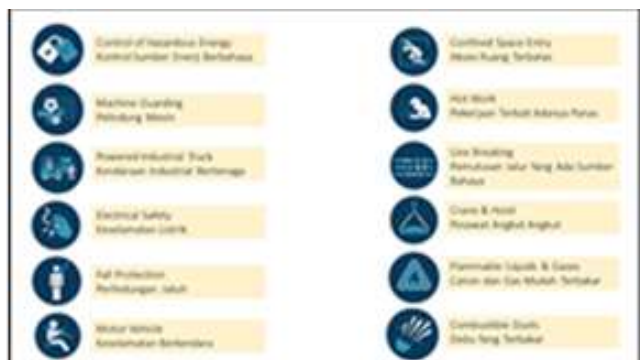 Control of Hazardous Energy
Kontrol Sumber Energi Berbahaya
Machine Guarding
Pelindung Mesin
Powered Industrial Truck
Kendaraan Industrial Bertenaga
Electrical Safety
Keselamatan Listrik
Fall Protection
Perlindungan Jatuh
Motor Vehicle
Keselamatan Berkendara
Confined Space Entry
Akses Ruang Terbatas
Hot Work
Pekerjaan Terkait Panas
Line Breaking
Pemutusan Jalur Yang Ada Sumber
Bahaya
Crane & Hoist
Pesawat Angkat Angkut
Flammable Liquids & Gases
Cairan dan Gas Mudah Terbakar
Combustible Dusts
Debu Yang Terbakar